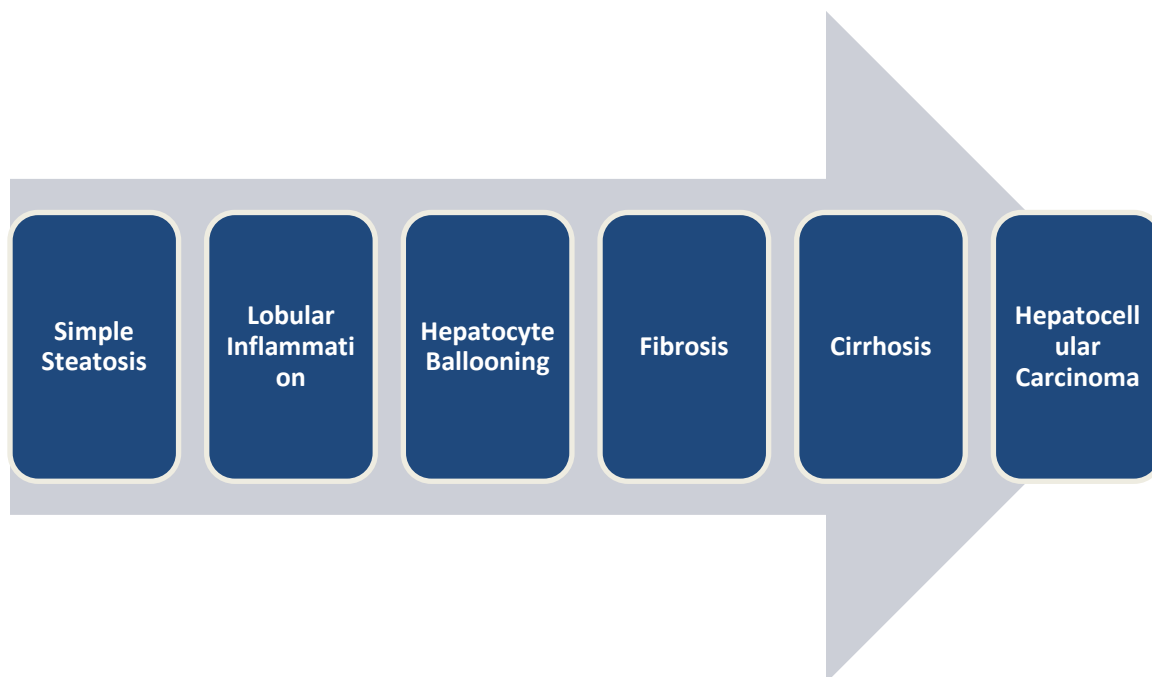 Simple
Steatosis
Lobular
Inflammati
on
Hepatocyte
Ballooning
Fibrosis
Cirrhosis
Hepatocell
ular
Carcinoma